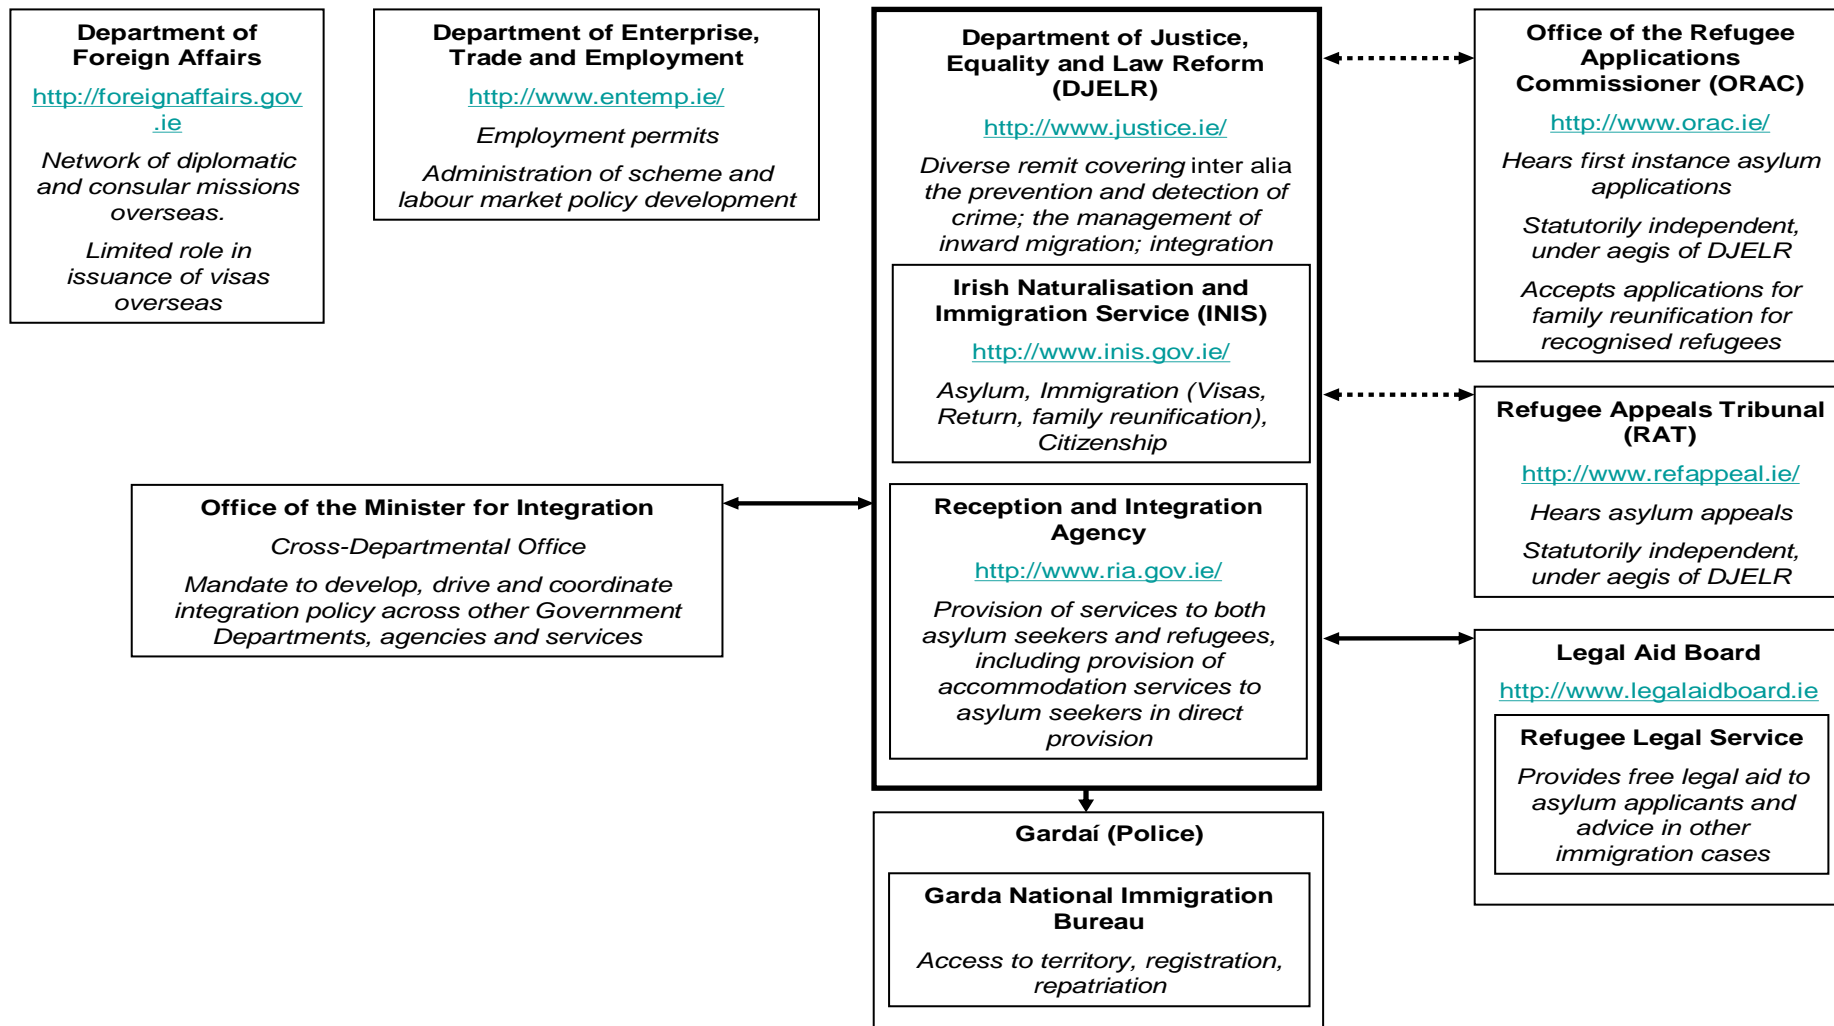 Department of
Foreign Affairs
http://foreignaffairs.gov
.ie
Network of diplomatic
and consular missions
overseas.
Limited role in
issuance of visas
overseas
Department of Enterprise,
Trade and Employment
http://www.entemp.ie/
Employment permits
Administration of scheme and
labour market policy development
Department of Justice,
Equality and Law Reform
(DJELR)
http://www.justice.ie/
Diverse remit covering inter alia
the prevention and detection of
crime; the management of
inward migration; integration
Irish Naturalisation and
Immigration Service (INIS)
http://www.inis.gov.ie/
Asylum, Immigration (Visas,
Return, family reunification),
Citizenship
Reception and Integration
Agency
http://www.ria.gov.ie/
Provision of services to both
asylum seekers and refugees,
including provision of
accommodation services to
asylum seekers in direct
provision
Office of the Refugee
Applications
Commissioner (ORAC)
http://www.orac.ie/
Hears first instance asylum
applications
Statutorily independent,
under aegis of DJELR
Accepts applications for
family reunification for
recognised refugees
Refugee Appeals Tribunal
(RAT)
http://www.refappeal.ie/
Hears asylum appeals
Statutorily independent,
under aegis of DJELR
Office of the Minister for Integration
Cross-Departmental Office
Mandate to develop, drive and coordinate
integration policy across other Government
Departments, agencies and services
Legal Aid Board
http://www.legalaidboard.ie
Refugee Legal Service
Provides free legal aid to
asylum applicants and
advice in other
immigration cases
Gardaí (Police)
Garda National Immigration
Bureau
Access to territory, registration,
repatriation